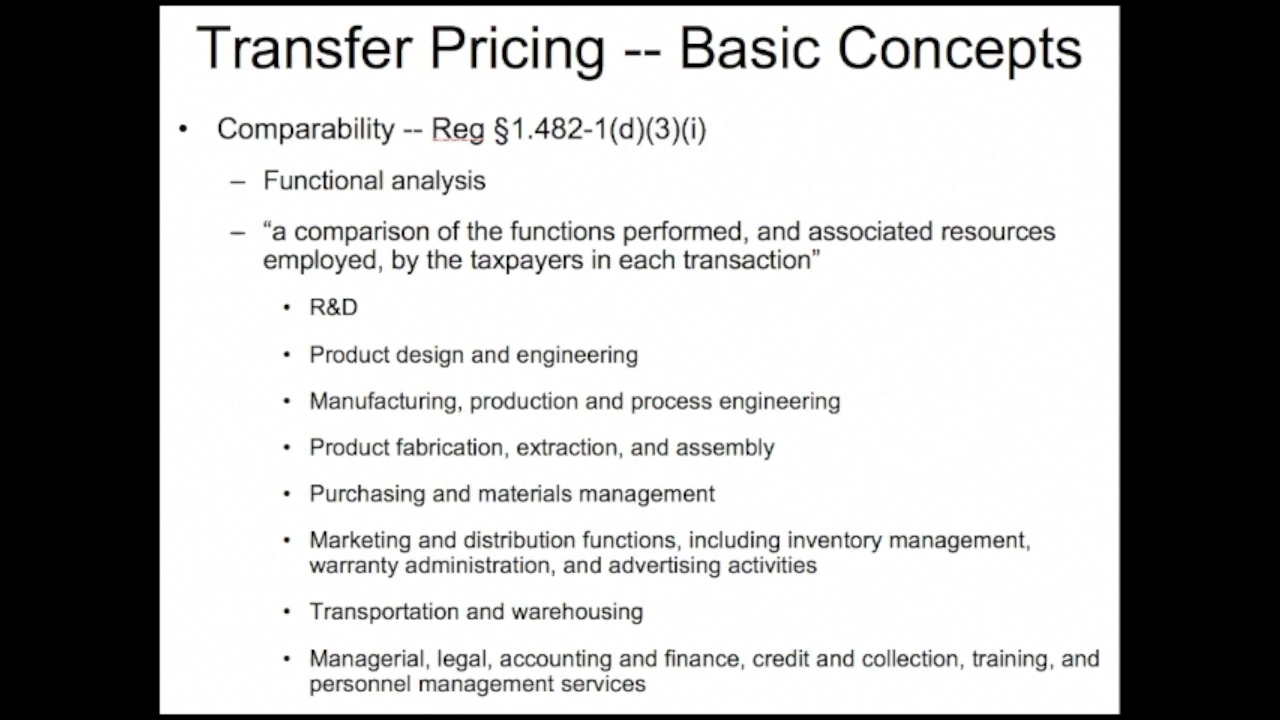 Transfer Pricing -- Basic Concepts
• Comparability -- Reg §1.482-1(d)(3)(i)
– Functional analysis
– “a comparison of the functions performed, and associated resources
employed, by the taxpayers in each transaction”
• R&D
• Product design and engineering
• Manufacturing, production and process engineering
• Product fabrication, extraction, and assembly
• Purchasing and materials management
• Marketing and distribution functions, including inventory management,
warranty administration, and advertising activities
• Transportation and warehousing
• Managerial, legal, accounting and finance, credit and collection, training, and
personnel management services